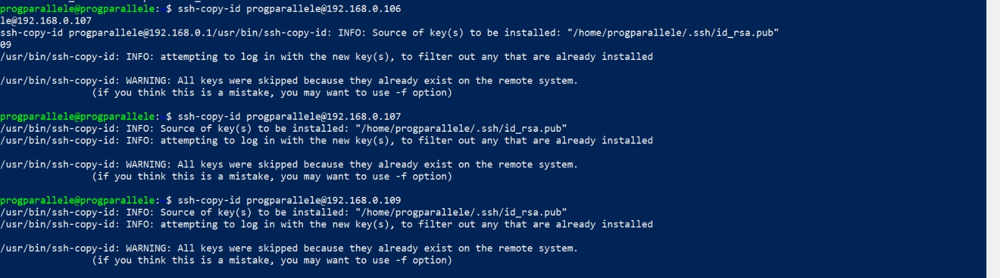 progparallele@progparallele:~$ ssh-copy-id progparallele@192.168.0.106
le@192.168.0.107
ssh-copy-id progparallele@192.168.0.1/usr/bin/ssh-copy-id: INFO: Source of key(s) to be installed: "/home/progparallele/.ssh/id_rsa.pub"
09
/usr/bin/ssh-copy-id: INFO: attempting to log in with the new key(s), to filter out any that are already installed
/usr/bin/ssh-copy-id: WARNING: All keys were skipped because they already exist on the remote system.
(if you think this is a mistake, you may want to use -f option)
progparallele@progparallele:~$ ssh-copy-id progparallele@192.168.0.107
/usr/bin/ssh-copy-id: INFO: Source of key(s) to be installed: "/home/progparallele/.ssh/id_rsa.pub"
/usr/bin/ssh-copy-id: INFO: attempting to log in with the new key(s), to filter out any that are already installed
/usr/bin/ssh-copy-id: WARNING: All keys were skipped because they already exist on the remote system.
(if you think this is a mistake, you may want to use -f option)
progparallele@progparallele:~$ ssh-copy-id progparallele@192.168.0.109
/usr/bin/ssh-copy-id: INFO: Source of key(s) to be installed: "/home/progparallele/.ssh/id_rsa.pub"
/usr/bin/ssh-copy-id: INFO: attempting to log in with the new key(s), to filter out any that are already installed
/usr/bin/ssh-copy-id: WARNING: All keys were skipped because they already exist on the remote system.
(if you think this is a mistake, you may want to use -f option)